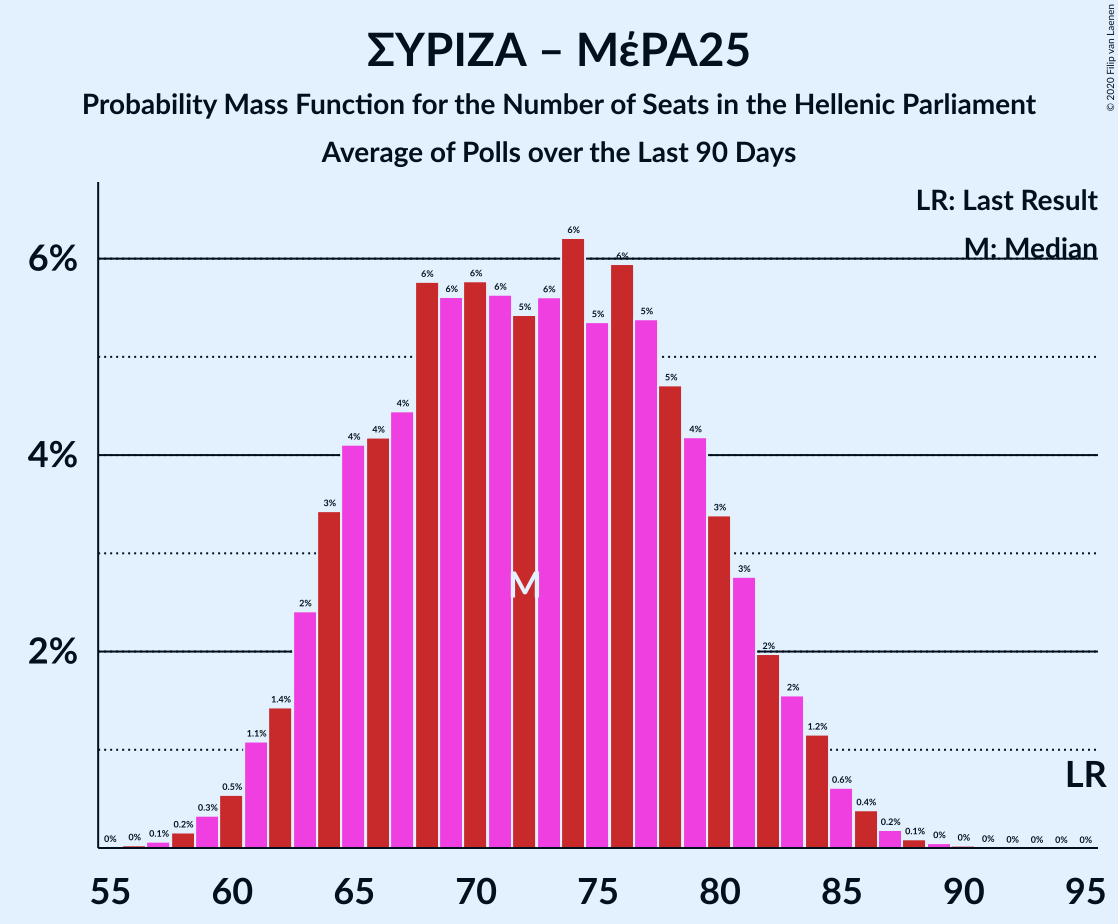 ΣΥΡΙΖΑ – ΜέΡΑ25
Probability Mass Function for the Number of Seats in the Hellenic Parliament
Average of Polls over the Last 90 Days
© 2020 Filip van Laenen
LR: Last Result
M: Median
6%
4%
2%
0% 0% 0.1% 0.2% 0.3% 0.5% 1.1% 1.4% 2% 3% 4% 4% 4% 6% 6% 6% 6% 5% 6% 6% 5% 6% 5% 5% 4% 3% 3% 2% 2% 1.2% 0.6% 0.4% 0.2% 0.1% 0% 0% 0% 0% 0% 0% 0%
M
LR
55 60 65 70 75 80 85 90 95